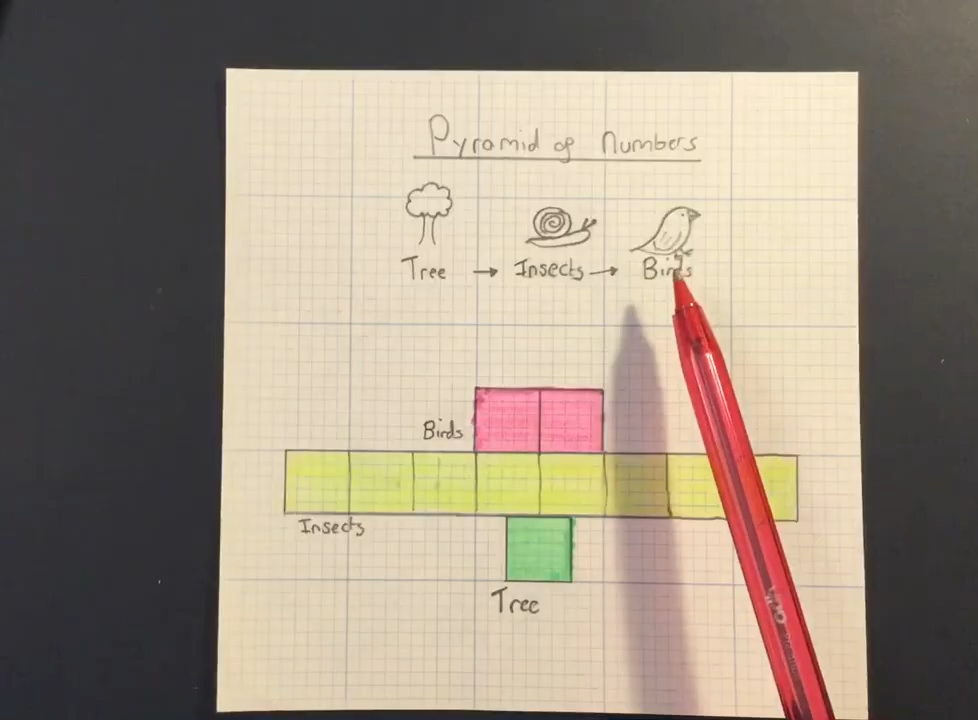 Pyramid of Numbers
Tree → Insects → Birds
Birds
Insects
Tree